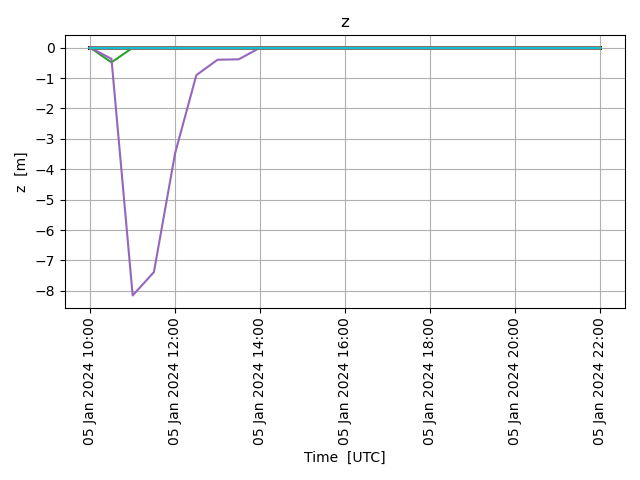 z
z  [m]
0
−1
−2
−3
−4
−5
−6
−7
−8
05 Jan 2024 10:00
05 Jan 2024 12:00
05 Jan 2024 14:00
05 Jan 2024 16:00
05 Jan 2024 18:00
05 Jan 2024 20:00
05 Jan 2024 22:00
Time  [UTC]